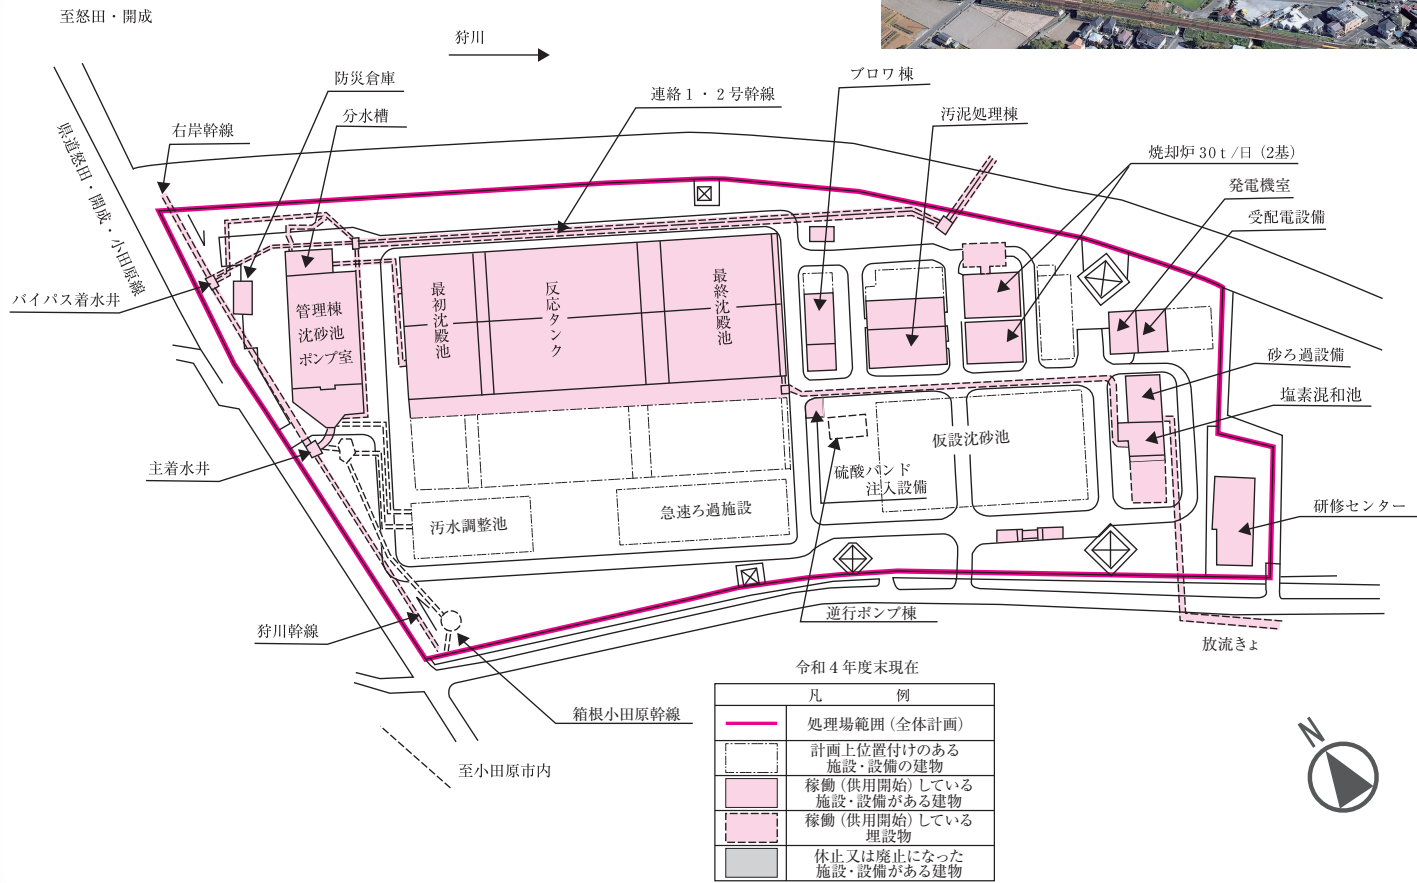 至怒田・開成
狩川
防災倉庫
分水槽
右岸幹線
県道怒田・開成・小田原線
連絡1・2号幹線
ブロワ棟
汚泥処理棟
焼却炉30t/日(2基)
発電機室
受配電設備
バイパス着水井
管理棟
沈砂池
ポンプ室
最初沈殿池
反応タンク
最終沈殿池
砂ろ過設備
塩素混和池
仮設沈砂池
硫酸バンド
注入設備
主着水井
汚水調整池
急速ろ過施設
研修センター
狩川幹線
逆行ポンプ棟
放流きょ
箱根小田原幹線
至小田原市内
令和4年度末現在
凡 例
処理場範囲(全体計画)
計画上位置付けのある
施設・設備の建物
稼働(供用開始)している
施設・設備がある建物
稼働(供用開始)している
埋設物
休止又は廃止になった
施設・設備がある建物
N